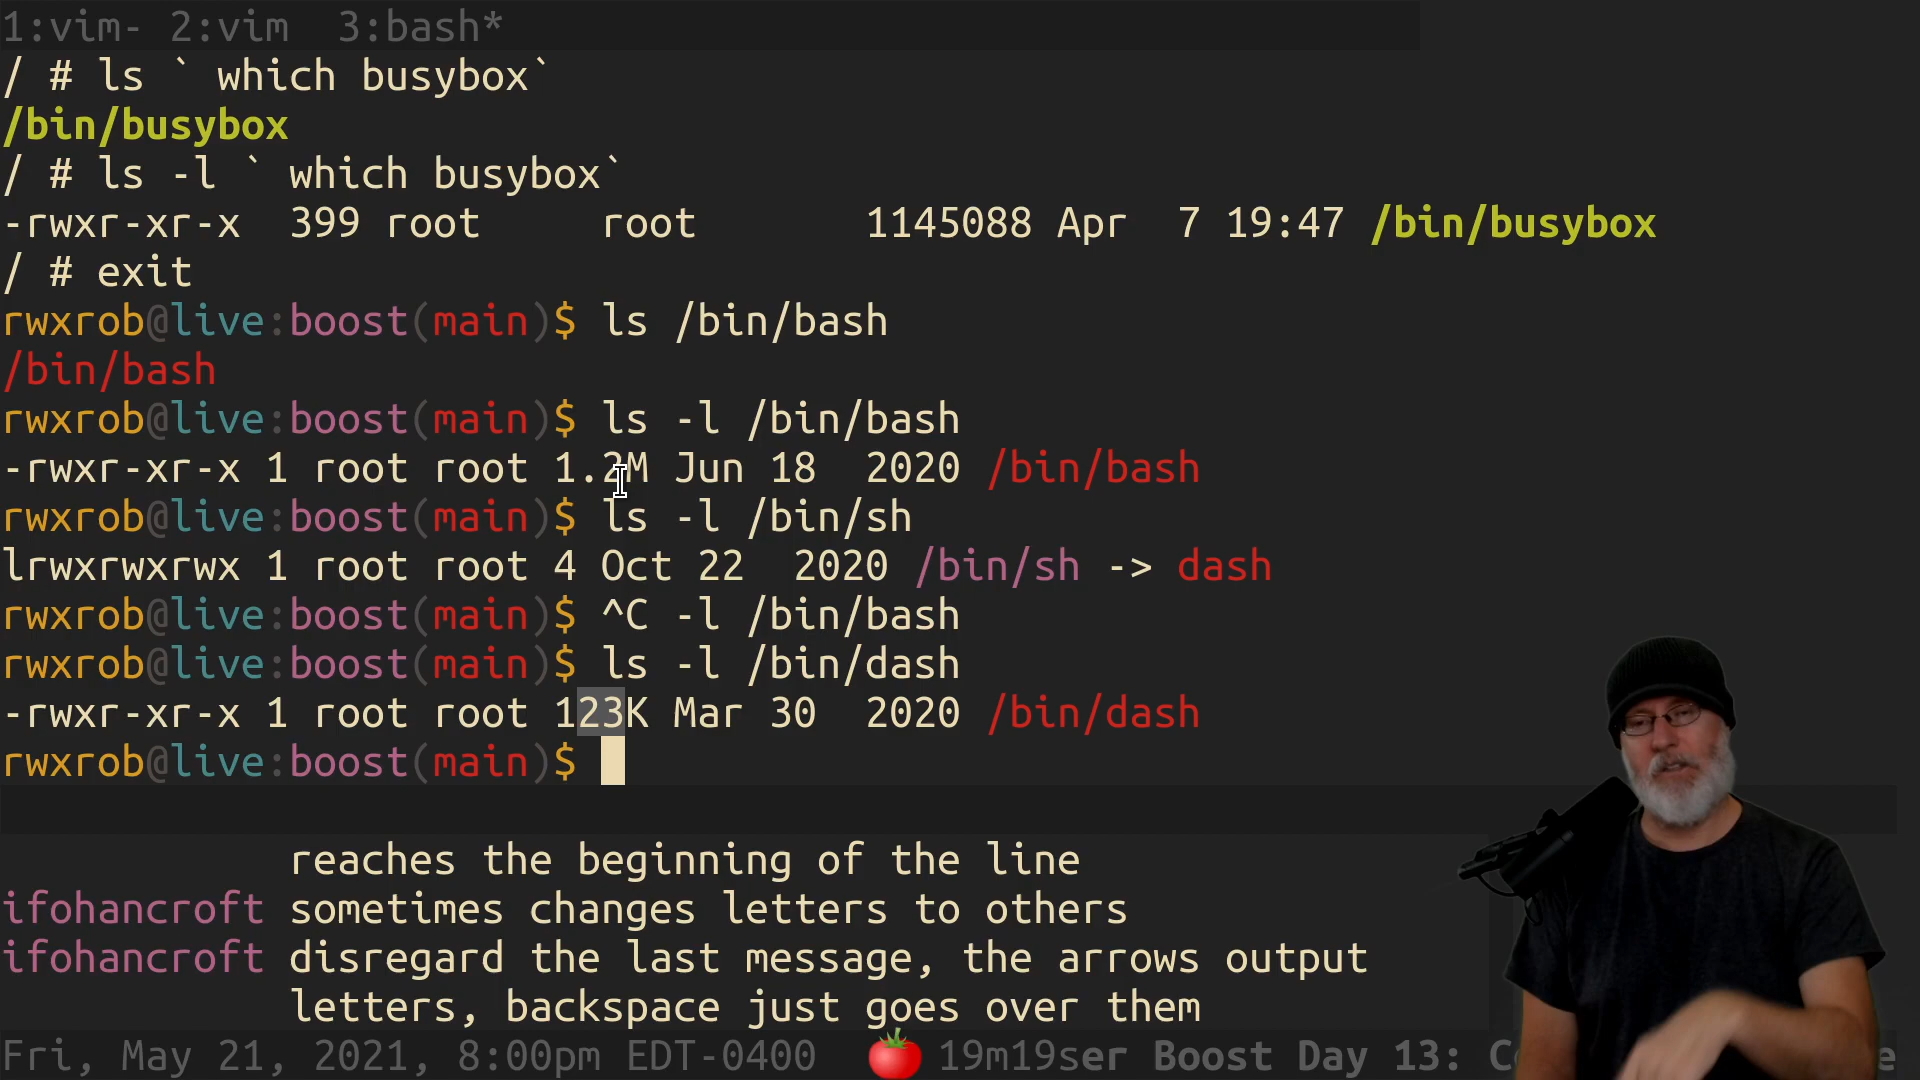 1:vim- 2:vim  3:bash*
/ # ls ` which busybox`
/bin/busybox
/ # ls -l ` which busybox`
-rwxr-xr-x  399 root     root       1145088 Apr  7 19:47 /bin/busybox
/ # exit
rwxrob@live:boost(main)$ ls /bin/bash
/bin/bash
rwxrob@live:boost(main)$ ls -l /bin/bash
-rwxr-xr-x 1 root root 1.2M Jun 18  2020 /bin/bash
rwxrob@live:boost(main)$ ls -l /bin/sh
lrwxrwxrwx 1 root root 4 Oct 22  2020 /bin/sh -> dash
rwxrob@live:boost(main)$ ^C -l /bin/bash
rwxrob@live:boost(main)$ ls -l /bin/dash
-rwxr-xr-x 1 root root 123K Mar 30  2020 /bin/dash
rwxrob@live:boost(main)$
reaches the beginning of the line
ifohancroft sometimes changes letters to others
ifohancroft disregard the last message, the arrows output
letters, backspace just goes over them
Fri, May 21, 2021, 8:00pm EDT-0400 🍅 19m19ser Boost Day 13: